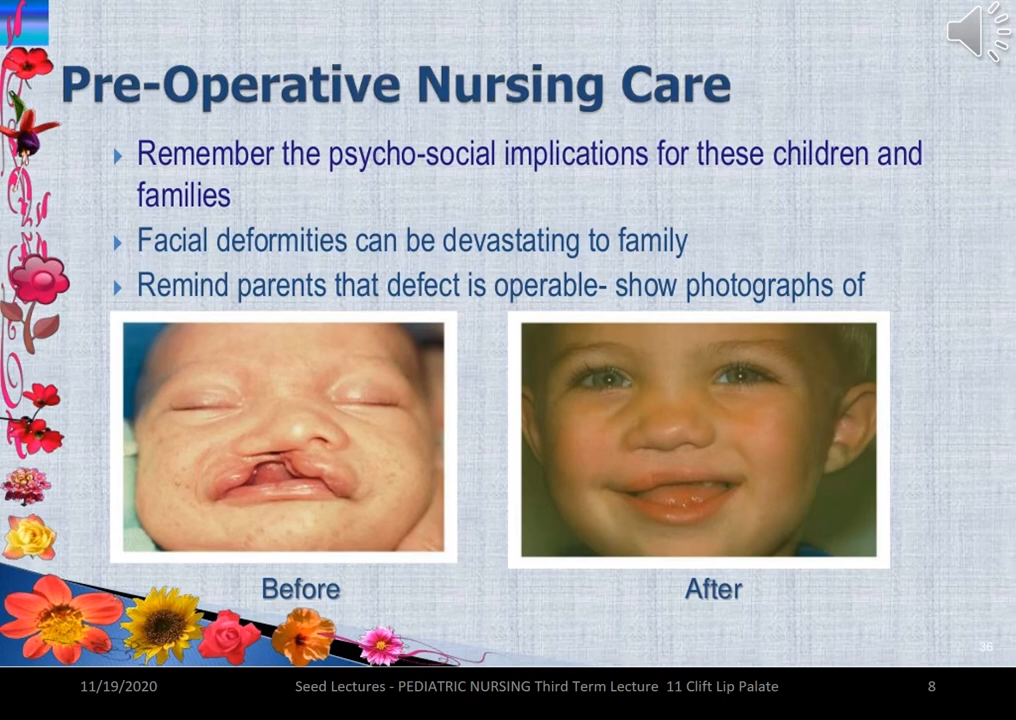 Pre-Operative Nursing Care
Remember the psycho-social implications for these children and
families
Facial deformities can be devastating to family
Remind parents that defect is operable- show photographs of
Before
After
36
11/19/2020
Seed Lectures - PEDIATRIC NURSING Third Term Lecture 11 Clift Lip Palate
8